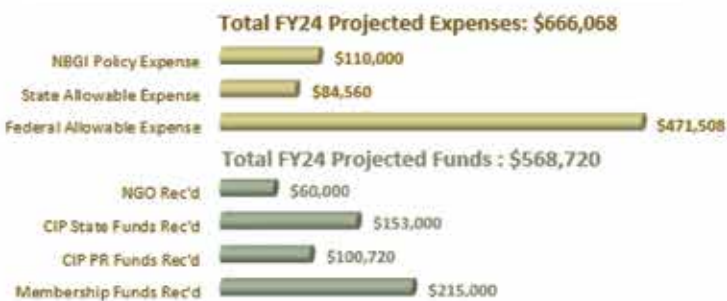 Total FY24 Projected Expenses: $666,068
NBGI Policy Expense $110,000
State Allowable Expense $84,560
Federal Allowable Expense $471,508
Total FY24 Projected Funds : $568,720
NGO Rec'd $60,000
CIP State Funds Rec'd $153,000
CIP PR Funds Rec'd $100,720
Membership Funds Rec'd $215,000